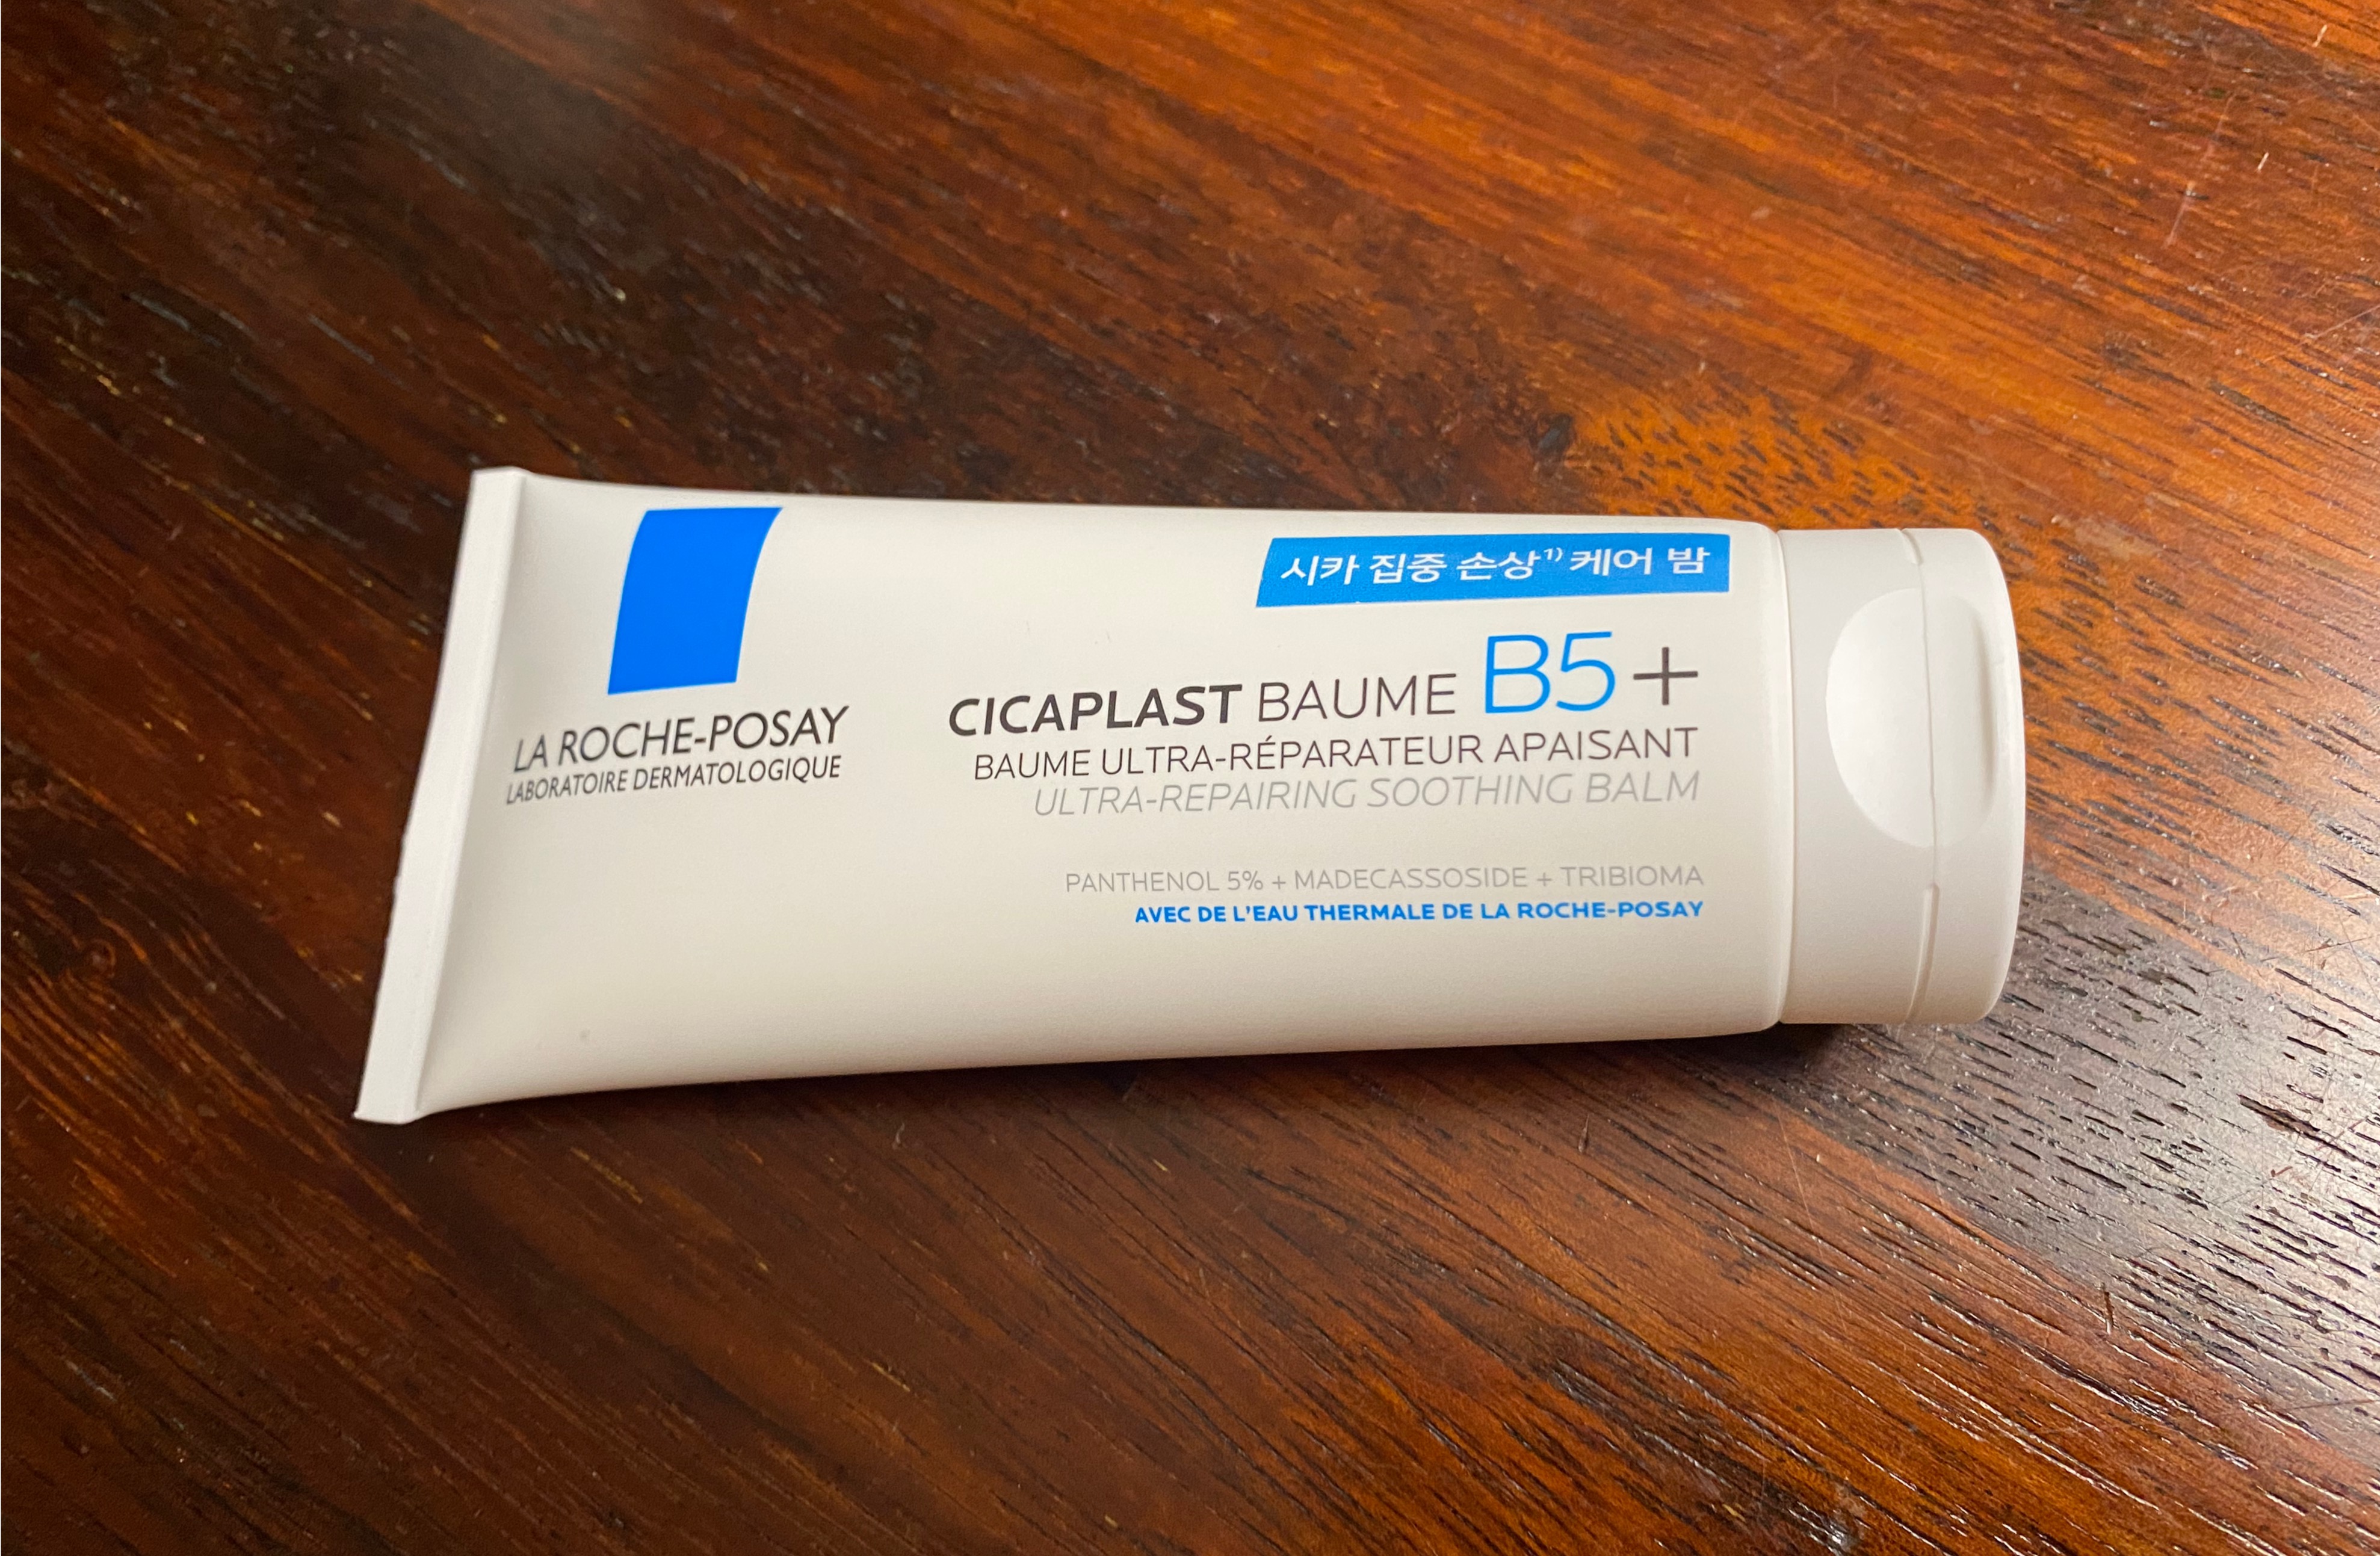 LA ROCHE-POSAY
LABORATOIRE DERMATOLOGIQUE
시카 집중 손상¹⁾ 케어 밤
CICAPLAST BAUME B5+
BAUME ULTRA-RÉPARATEUR APAISANT
ULTRA-REPAIRING SOOTHING BALM
PANTHENOL 5% + MADECASSOSIDE + TRIBIOMA
AVEC DE L'EAU THERMALE DE LA ROCHE-POSAY